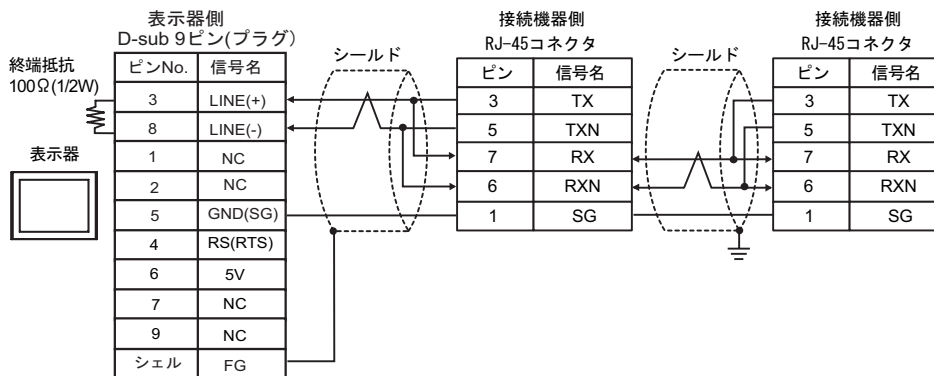 表示器側
D-sub 9ピン(プラグ)
終端抵抗
100Ω(1/2W)
表示器
ピンNo. 信号名
3 LINE(+)
8 LINE(-)
1 NC
2 NC
5 GND(SG)
4 RS(RTS)
6 5V
7 NC
9 NC
シェル FG
シールド
接続機器側
RJ-45コネクタ
ピン 信号名
3 TX
5 TXN
7 RX
6 RXN
1 SG
シールド
接続機器側
RJ-45コネクタ
ピン 信号名
3 TX
5 TXN
7 RX
6 RXN
1 SG